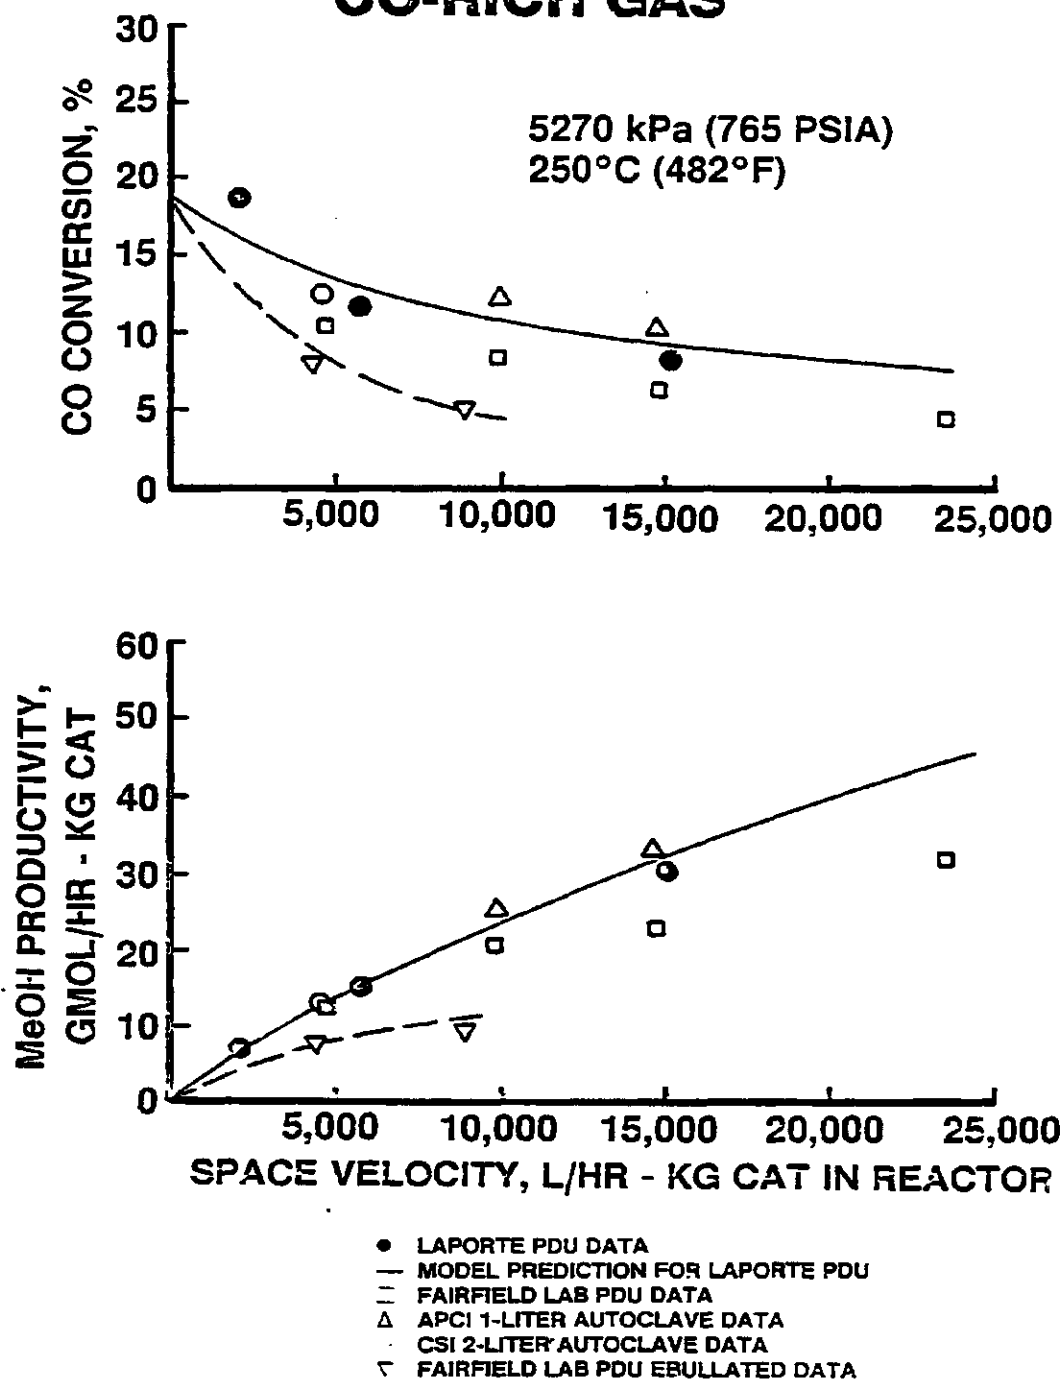 CO-RICH GAS
30
25
20
15
10
5
0
CO CONVERSION, %
5270 kPa (765 PSIA)
250°C (482°F)
5,000 10,000 15,000 20,000 25,000
60
50
40
30
20
10
0
MeOH PRODUCTIVITY,
GMOL/HR - KG CAT
5,000 10,000 15,000 20,000 25,000
SPACE VELOCITY, L/HR - KG CAT IN REACTOR
LAPORTE PDU DATA
MODEL PREDICTION FOR LAPORTE PDU
FAIRFIELD LAB PDU DATA
APCI 1-LITER AUTOCLAVE DATA
CSI 2-LITER AUTOCLAVE DATA
FAIRFIELD LAB PDU EBULLATED DATA